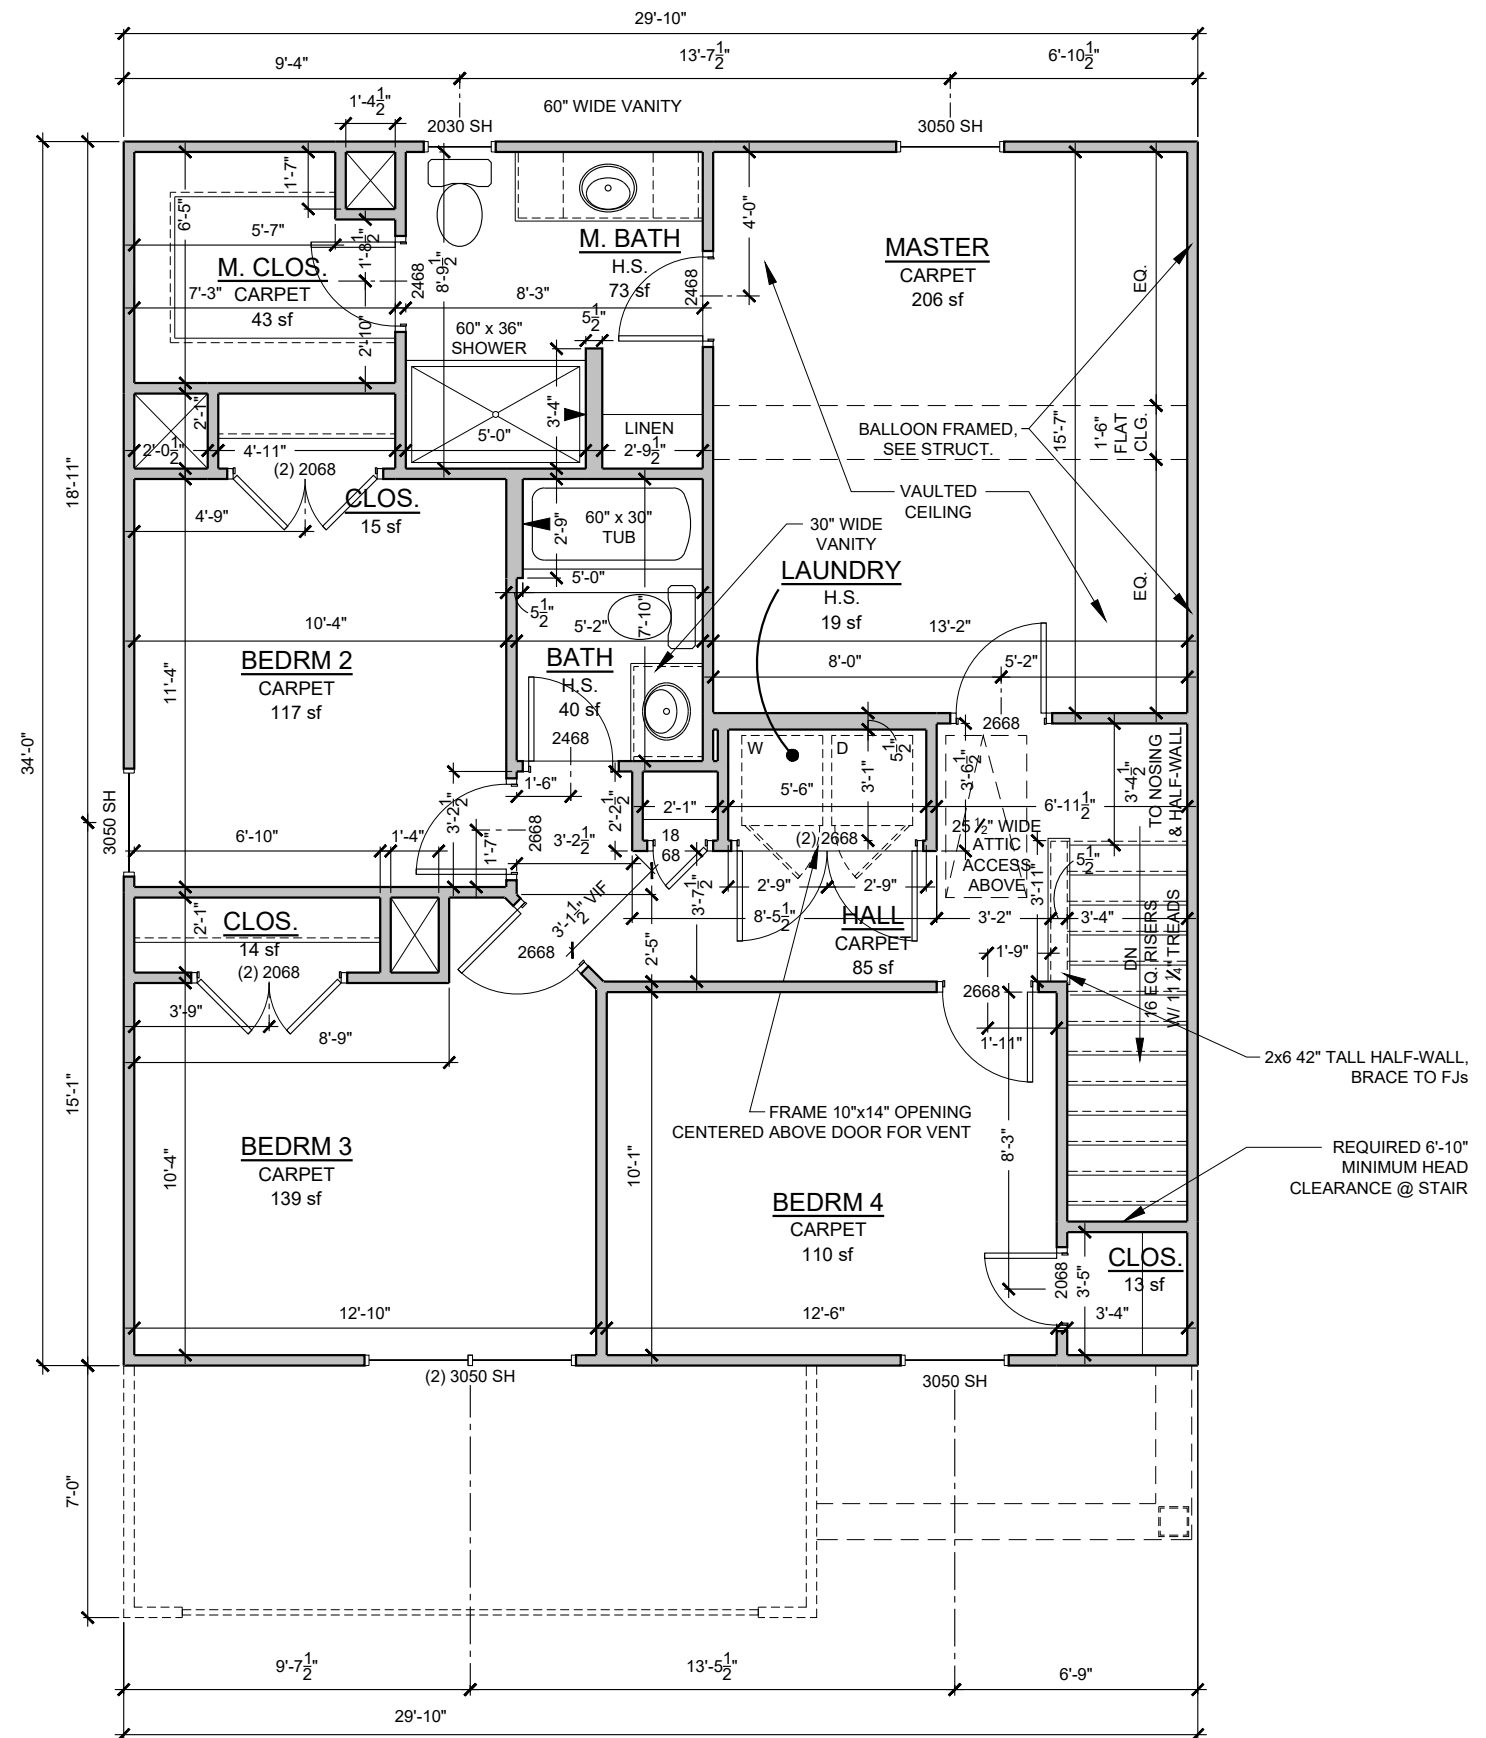 29'-10"
9'-4"
13'-7 1/2"
6'-10 1/2"
1'-4 1/2"
60" WIDE VANITY
2030 SH
3050 SH
1'-7"
6'-5"
5'-7"
1'-8 1/2"
M. CLOS.
CARPET
43 sf
7'-3"
2'-10"
2468
8'-9 1/2"
M. BATH
H.S.
73 sf
8'-3"
2468
5 1/2"
4'-0"
MASTER
CARPET
206 sf
EQ.
60" x 36"
SHOWER
3'-4"
5'-0"
LINEN
2'-9 1/2"
2'-1"
2'-0 1/2"
4'-11"
(2) 2068
CLOS.
15 sf
4'-9"
BALLOON FRAMED,
SEE STRUCT.
15'-7"
1'-6"
FLAT
CLG.
VAULTED
CEILING
18'-11"
2'-9"
60" x 30"
TUB
5'-0"
5 1/2"
30" WIDE
VANITY
LAUNDRY
H.S.
19 sf
EQ.
13'-2"
8'-0"
5'-2"
10'-4"
5'-2"
7'-10"
BEDRM 2
CARPET
117 sf
11'-4"
BATH
H.S.
40 sf
2468
1'-6"
34'-0"
3050 SH
W
D
5'-6"
3'-1"
5 1/2"
2668
3'-6 1/2"
3'-4 1/2"
TO NOSING
& HALF-WALL
6'-11 1/2"
25 1/2" WIDE
ATTIC
ACCESS
ABOVE
3'-2 1/2"
2'-2 1/2"
2'-1"
6'-10"
1'-4"
1'-7"
2668
3'-2 1/2"
18
68
(2) 2668
2'-9"
2'-9"
3'-7 1/2"
3'-11"
5 1/2"
8'-5 1/2"
HALL
CARPET
85 sf
3'-2"
3'-4"
1'-9"
DN
16 EQ. RISERS
W/ 11 1/4" TREADS
3'-1 1/2" VIF
2668
2'-5"
2'-1"
CLOS.
14 sf
(2) 2068
3'-9"
8'-9"
2668
1'-11"
2x6 42" TALL HALF-WALL,
BRACE TO FJs
15'-1"
FRAME 10"x14" OPENING
CENTERED ABOVE DOOR FOR VENT
8'-3"
REQUIRED 6'-10"
MINIMUM HEAD
CLEARANCE @ STAIR
BEDRM 3
CARPET
139 sf
10'-4"
10'-1"
BEDRM 4
CARPET
110 sf
CLOS.
13 sf
2068
3'-5"
12'-10"
12'-6"
3'-4"
(2) 3050 SH
3050 SH
7'-0"
9'-7 1/2"
13'-5 1/2"
6'-9"
29'-10"